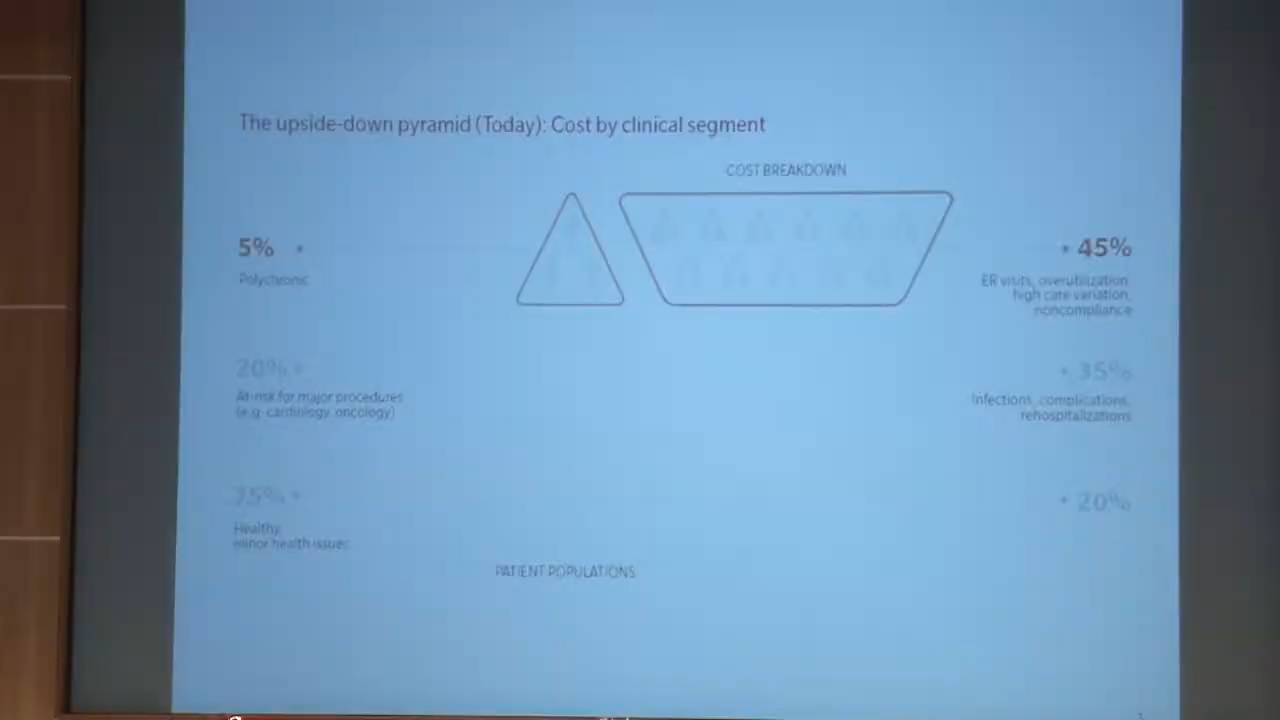 The upside-down pyramid (Today): Cost by clinical segment
COST BREAKDOWN
5%
Polychronic
45%
ER visits, overutilization,
high care variation,
noncompliance
20%
At-risk for major procedures
(e.g. cardiology, oncology)
35%
Infections, complications,
rehospitalizations
75%
Healthy,
minor health issues
20%
PATIENT POPULATIONS